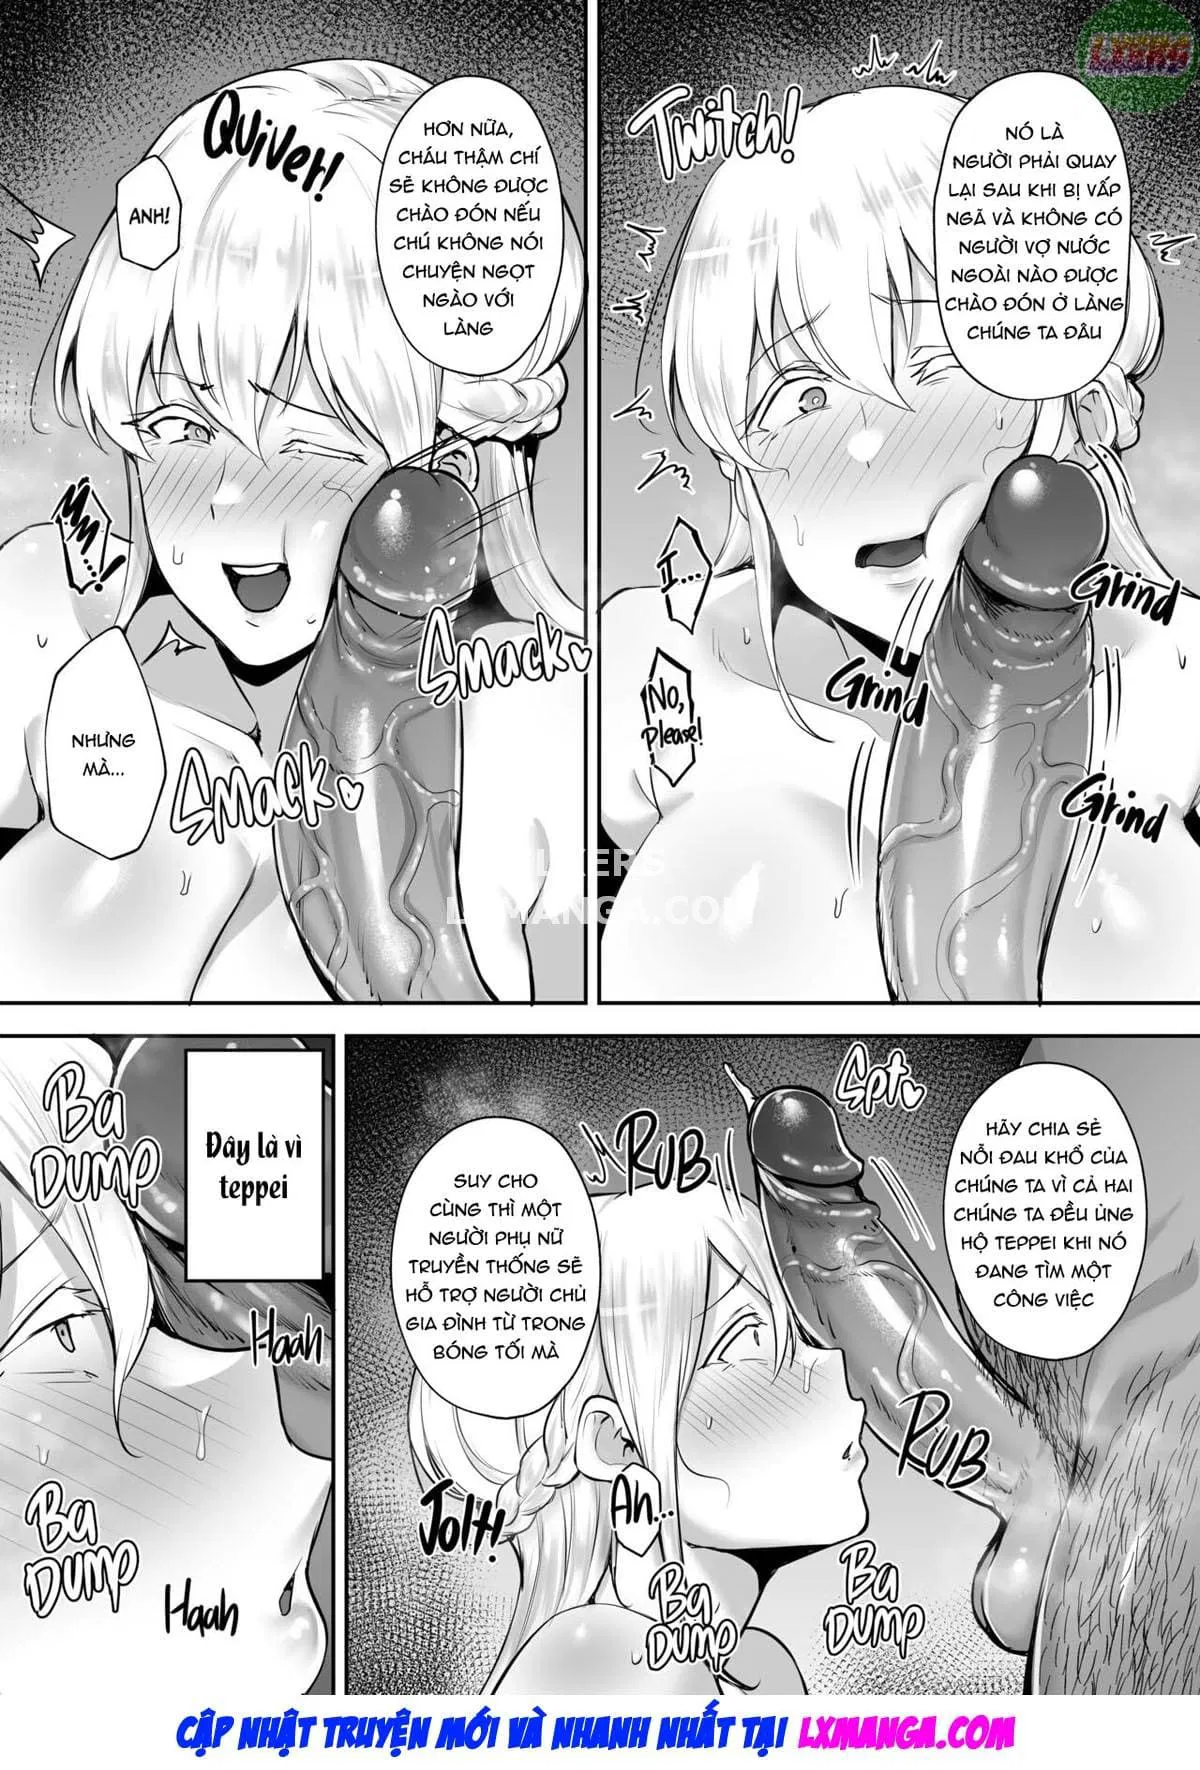 LXERS
Twitch!
NÓ LÀ
NGƯỜI PHẢI QUAY
LẠI SAU KHI BỊ VẤP
NGÃ VÀ KHÔNG CÓ
NGƯỜI VỢ NƯỚC
NGOÀI NÀO ĐƯỢC
CHÀO ĐÓN Ở LÀNG
CHÚNG TA ĐÂU
I....
No,
Please!
Grind
Grind
Grind
Quiver!
HƠN NỮA,
CHÁU THẬM CHÍ
SẼ KHÔNG ĐƯỢC
CHÀO ĐÓN NẾU
CHÚ KHÔNG NÓI
CHUYỆN NGỌT
NGÀO VỚI
LÀNG
ANH!
MM...!
Smack
Smack
NHƯNG
MÀ...
LXERS
LXMANGA.COM
Spt
HÃY CHIA SẺ
NỖI ĐAU KHỔ CỦA
CHÚNG TA VÌ CẢ HAI
CHÚNG TA ĐỀU ỦNG
HỘ TEPPEI KHI NÓ
ĐANG TÌM MỘT
CÔNG VIỆC
RUB
SUY CHO
CÙNG THÌ MỘT
NGƯỜI PHỤ NỮ
TRUYỀN THỐNG SẼ
HỖ TRỢ NGƯỜI CHỦ
GIA ĐÌNH TỪ TRONG
BÓNG TỐI MÀ
RUB
Ah...
Jolt!
BA
DUMP
BA
DUMP
BA
DUMP
Đây là vì
teppei
Haah
BA
DUMP
Haah
CẬP NHẬT TRUYỆN MỚI VÀ NHANH NHẤT TẠI LXMANGA.COM